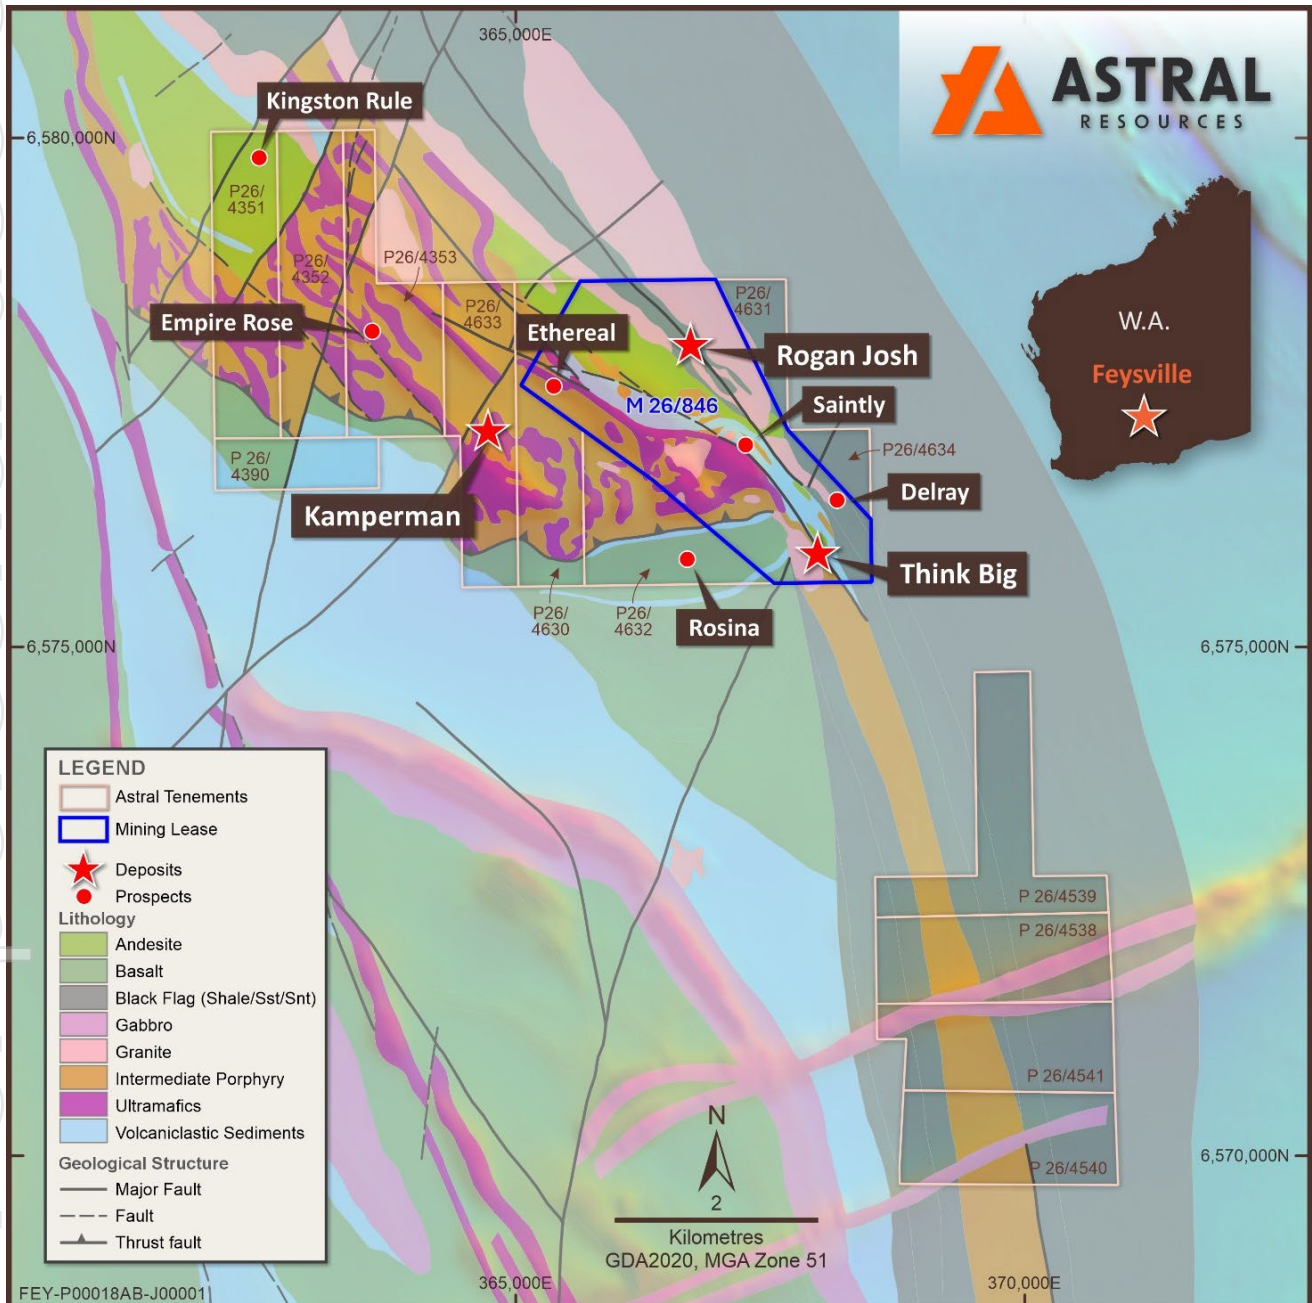 365,000E
ASTRAL
RESOURCES
Kingston Rule
6,580,000N
P26/
4351
P26/
4352
P26/4353
P26/
4633
P26/
4631
W.A.
Feysville
Empire Rose
Ethereal
Rogan Josh
M 26/846
Saintly
P 26/
4390
P26/4634
Delray
Kamperman
Think Big
P26/
4630
P26/
4632
Rosina
6,575,000N
6,575,000N
LEGEND
Astral Tenements
Mining Lease
Deposits
Prospects
Lithology
Andesite
Basalt
Black Flag (Shale/Sst/Snt)
Gabbro
Granite
Intermediate Porphyry
Ultramafics
Volcaniclastic Sediments
Geological Structure
Major Fault
Fault
Thrust fault
P 26/4539
P 26/4538
P 26/4541
P 26/4540
N
2
Kilometres
GDA2020, MGA Zone 51
6,570,000N
365,000E
370,000E
FEY-P00018AB-J00001